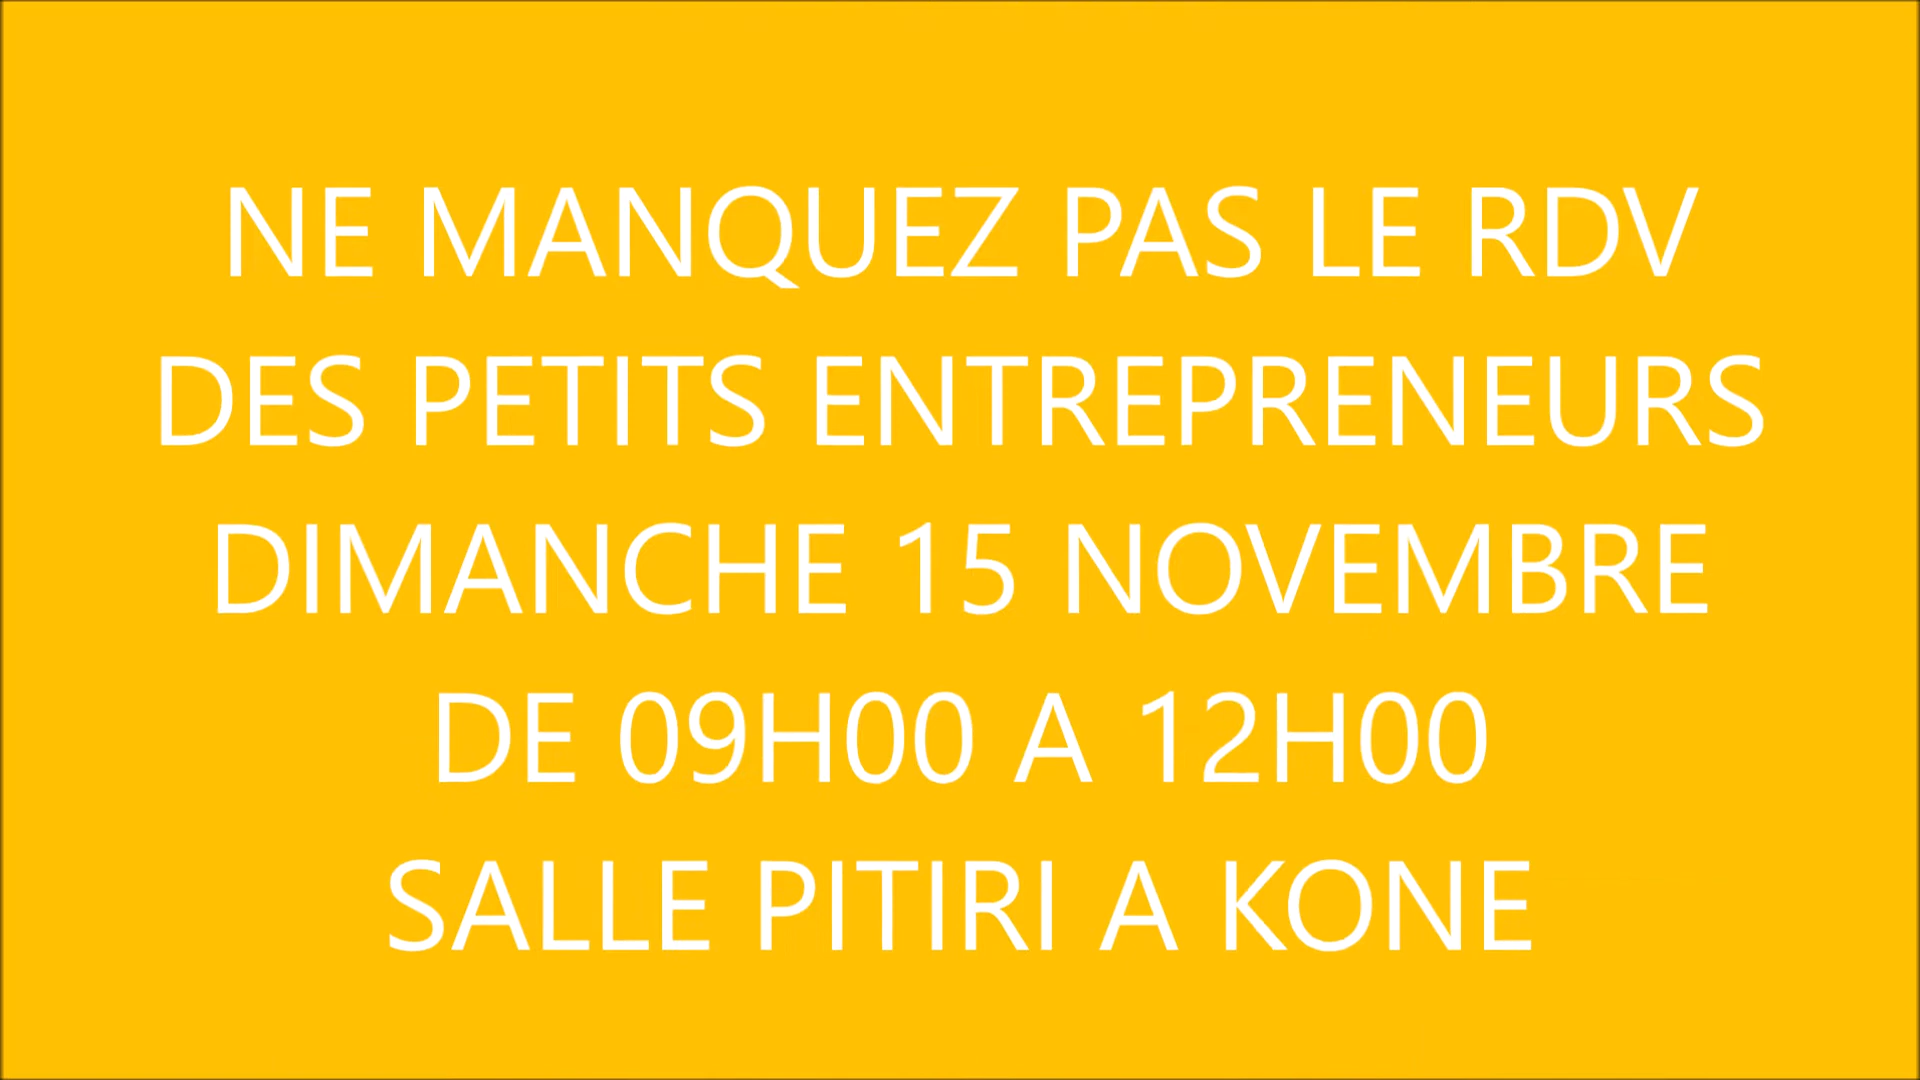 NE MANQUEZ PAS LE RDV
DES PETITS ENTREPRENEURS
DIMANCHE 15 NOVEMBRE
DE 09H00 A 12H00
SALLE PITIRI A KONE